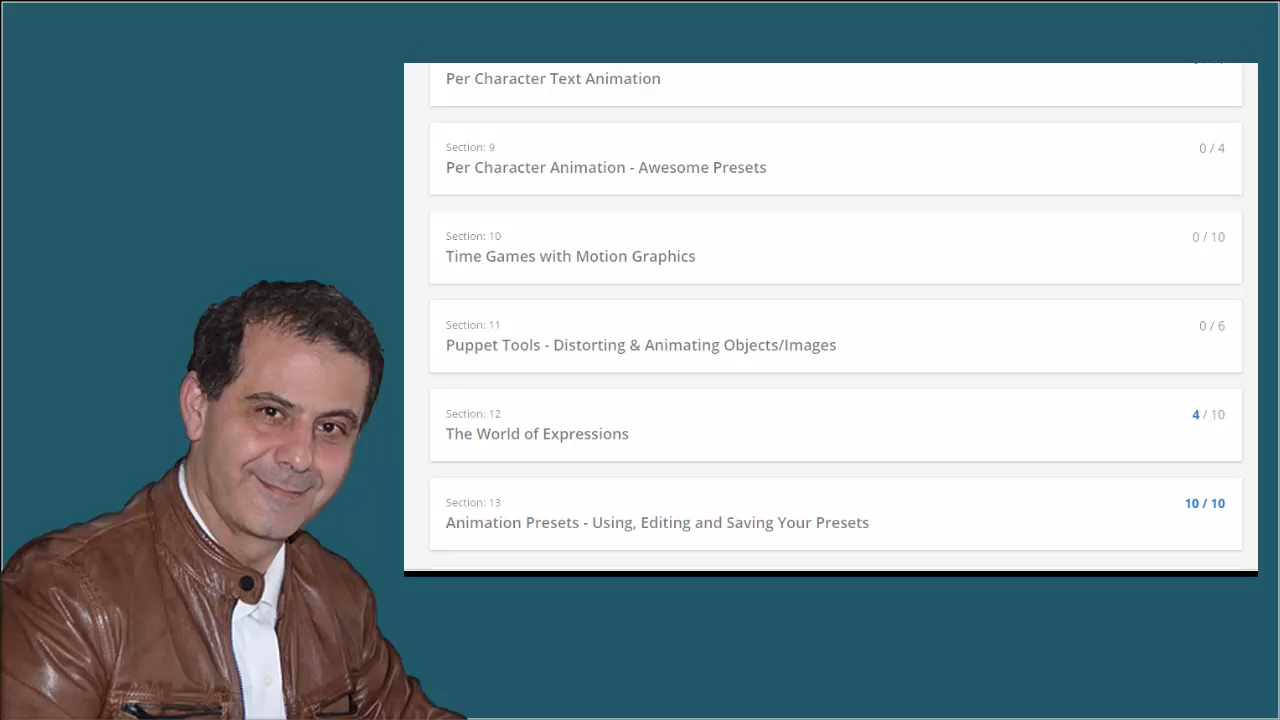 Per Character Text Animation
Section: 9
0 / 4
Per Character Animation - Awesome Presets
Section: 10
0 / 10
Time Games with Motion Graphics
Section: 11
0 / 6
Puppet Tools - Distorting & Animating Objects/Images
Section: 12
4 / 10
The World of Expressions
Section: 13
10 / 10
Animation Presets - Using, Editing and Saving Your Presets